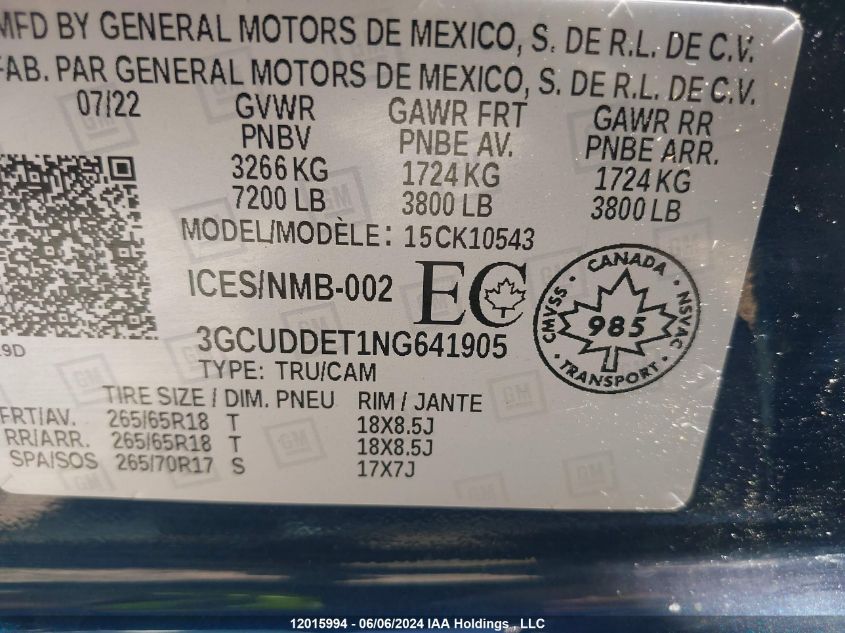 MFD BY GENERAL MOTORS DE MEXICO, S. DE R.L. DE C.V.
FAB. PAR GENERAL MOTORS DE MEXICO, S. DE R.L. DE C.V.
07/22 GVWR GAWR FRT GAWR RR
PNBV PNBE AV. PNBE ARR.
3266 KG 1724 KG 1724 KG
7200 LB 3800 LB 3800 LB
MODEL/MODÈLE: 15CK10543
ICES/NMB-002 EC
CANADA
CMVSS 985 NSVAC
TRANSPORT
9D
3GCUDDET1NG641905
TYPE: TRU/CAM
TIRE SIZE / DIM. PNEU RIM / JANTE
FRT/AV. 265/65R18 T 18X8.5J
RR/ARR. 265/65R18 T 18X8.5J
SPA/SOS 265/70R17 S 17X7J
GM
12015994 - 06/06/2024 IAA Holdings, LLC